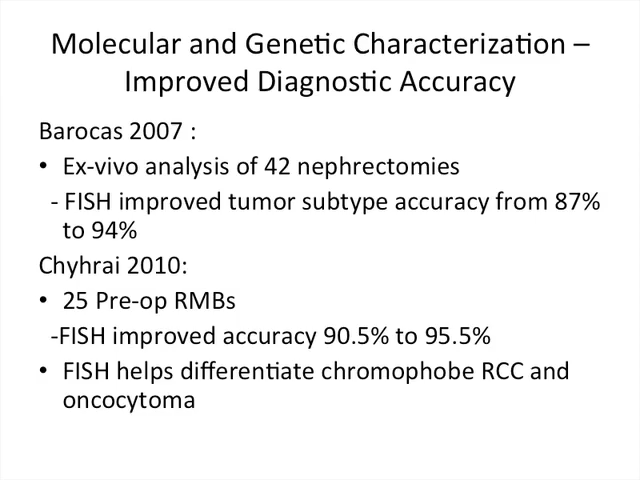 Molecular and Genetic Characterization –
Improved Diagnostic Accuracy
Barocas 2007 :
• Ex-vivo analysis of 42 nephrectomies
- FISH improved tumor subtype accuracy from 87%
to 94%
Chyhrai 2010:
• 25 Pre-op RMBs
-FISH improved accuracy 90.5% to 95.5%
• FISH helps differentiate chromophobe RCC and
oncocytoma